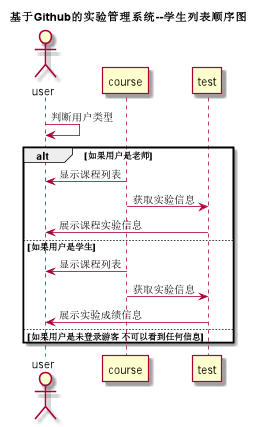 基于Github的实验管理系统--学生列表顺序图
user
course
test
判断用户类型
alt [如果用户是老师]
显示课程列表
获取实验信息
展示课程实验信息
[如果用户是学生]
显示课程列表
获取实验信息
展示实验成绩信息
[如果用户是未登录游客 不可以看到任何信息]
user
course
test